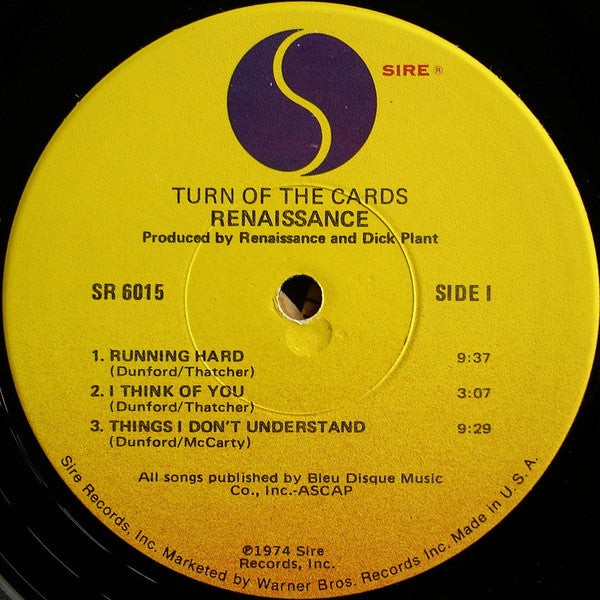 SIRE ®
TURN OF THE CARDS
RENAISSANCE
Produced by Renaissance and Dick Plant
SR 6015
SIDE I
1. RUNNING HARD 9:37
(Dunford/Thatcher)
2. I THINK OF YOU 3:07
(Dunford/Thatcher)
3. THINGS I DON'T UNDERSTAND 9:29
(Dunford/McCarty)
All songs published by Bleu Disque Music
Co., Inc.-ASCAP
℗1974 Sire
Records, Inc.
Sire Records, Inc. Marketed by Warner Bros. Records Inc. Made in U. S. A.